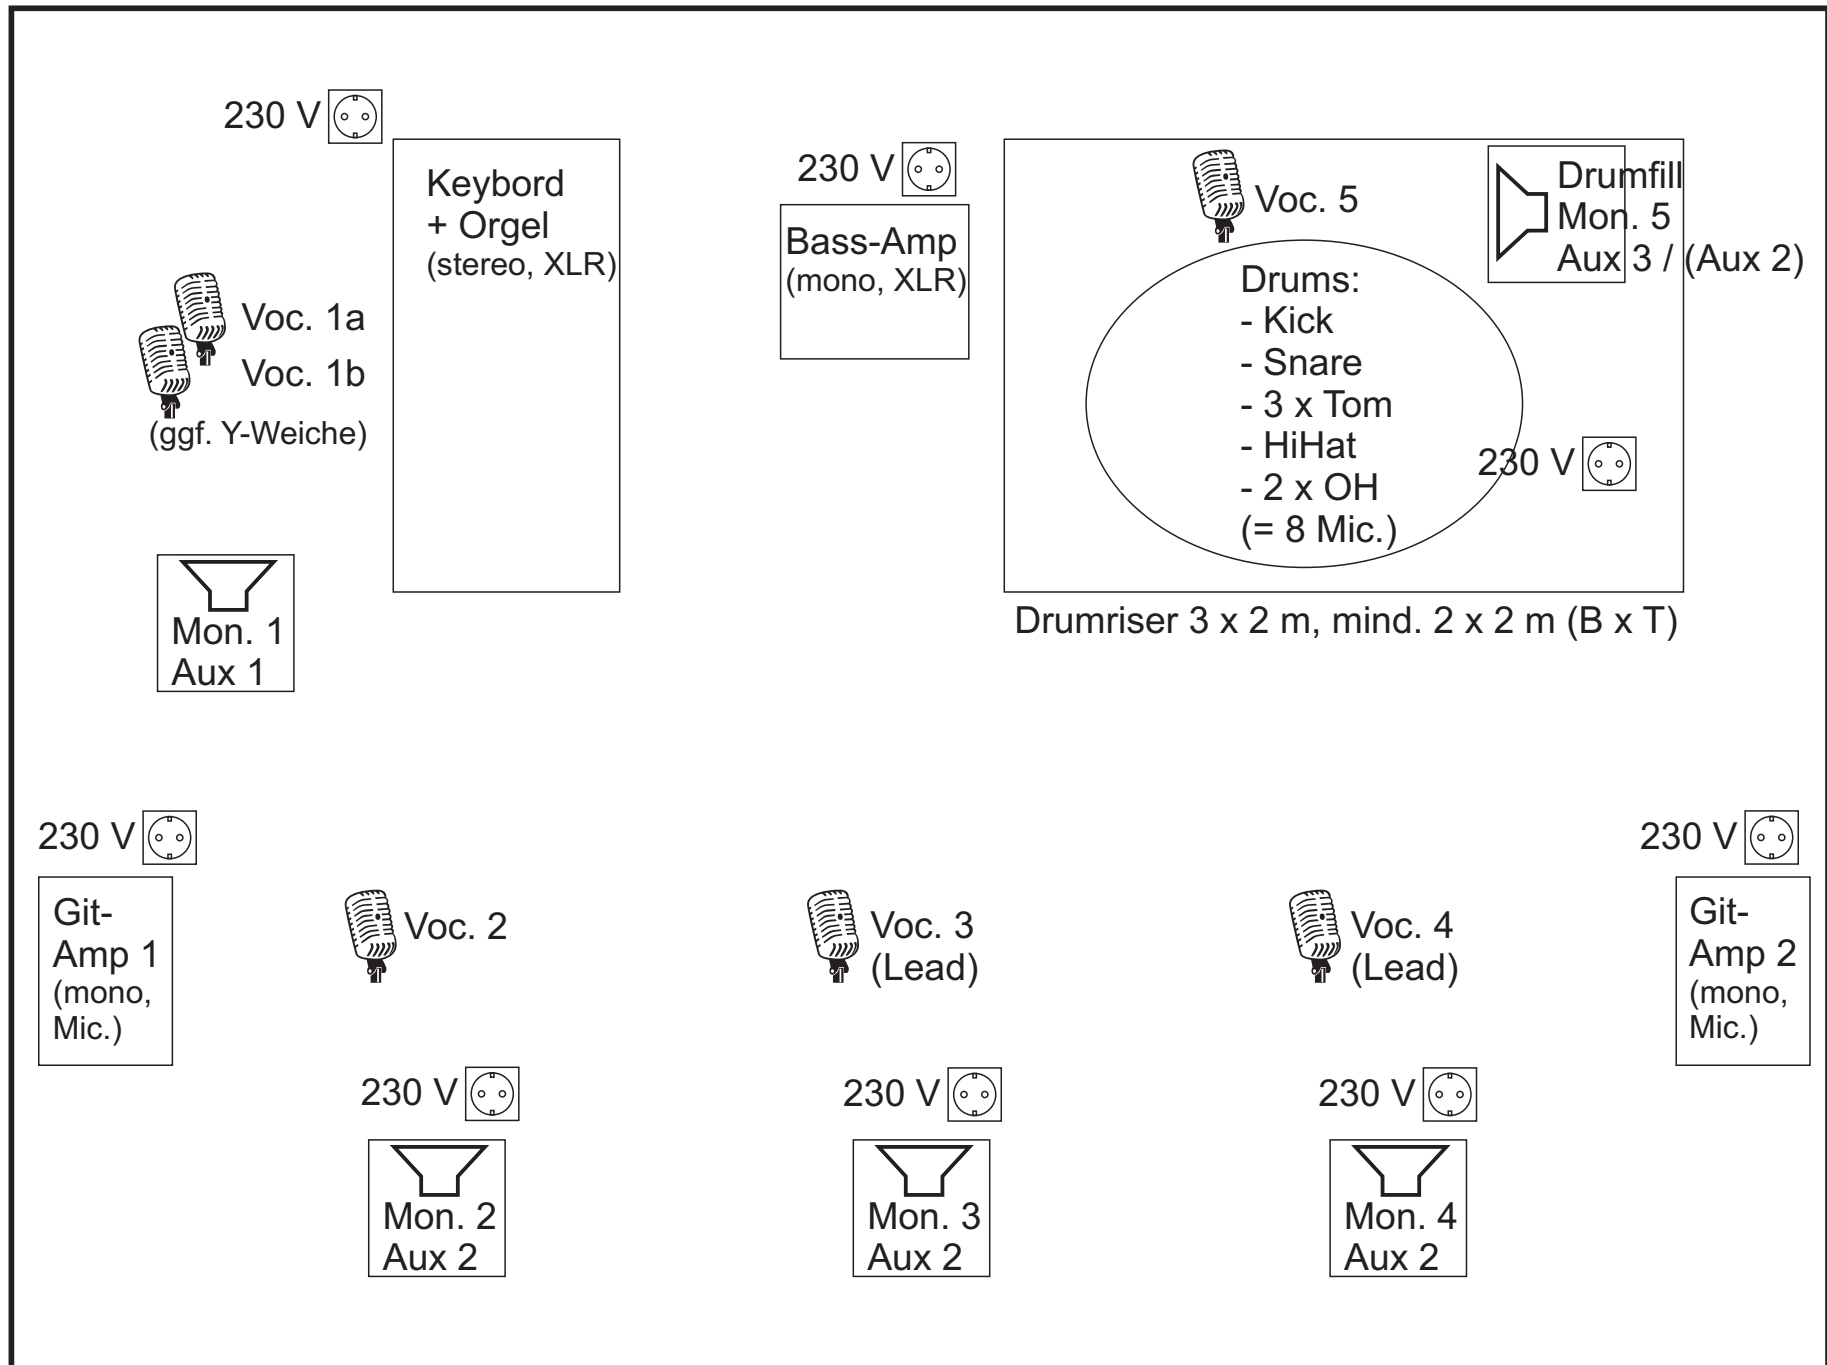 230 V
Keybord
+ Orgel
(stereo, XLR)
Voc. 1a
Voc. 1b
(ggf. Y-Weiche)
Mon. 1
Aux 1
230 V
Bass-Amp
(mono, XLR)
Voc. 5
Drumfill
Mon. 5
Aux 3 / (Aux 2)
Drums:
- Kick
- Snare
- 3 x Tom
- HiHat
- 2 x OH
(= 8 Mic.)
230 V
Drumriser 3 x 2 m, mind. 2 x 2 m (B x T)
230 V
Git-
Amp 1
(mono,
Mic.)
Voc. 2
Voc. 3
(Lead)
Voc. 4
(Lead)
230 V
Git-
Amp 2
(mono,
Mic.)
230 V
Mon. 2
Aux 2
230 V
Mon. 3
Aux 2
230 V
Mon. 4
Aux 2